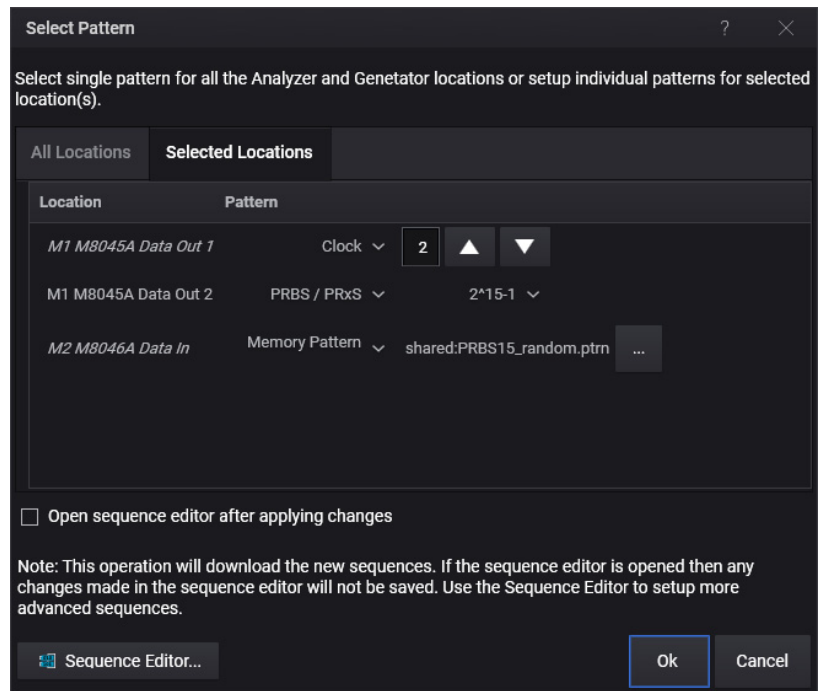 Select Pattern ?
Select single pattern for all the Analyzer and Genetator locations or setup individual patterns for selected
location(s).
All Locations Selected Locations
Location Pattern
M1 M8045A Data Out 1 Clock 2
M1 M8045A Data Out 2 PRBS / PRxS 2^15-1
M2 M8046A Data In Memory Pattern shared:PRBS15_random.ptrn ...
Open sequence editor after applying changes
Note: This operation will download the new sequences. If the sequence editor is opened then any
changes made in the sequence editor will not be saved. Use the Sequence Editor to setup more
advanced sequences.
Sequence Editor... Ok Cancel